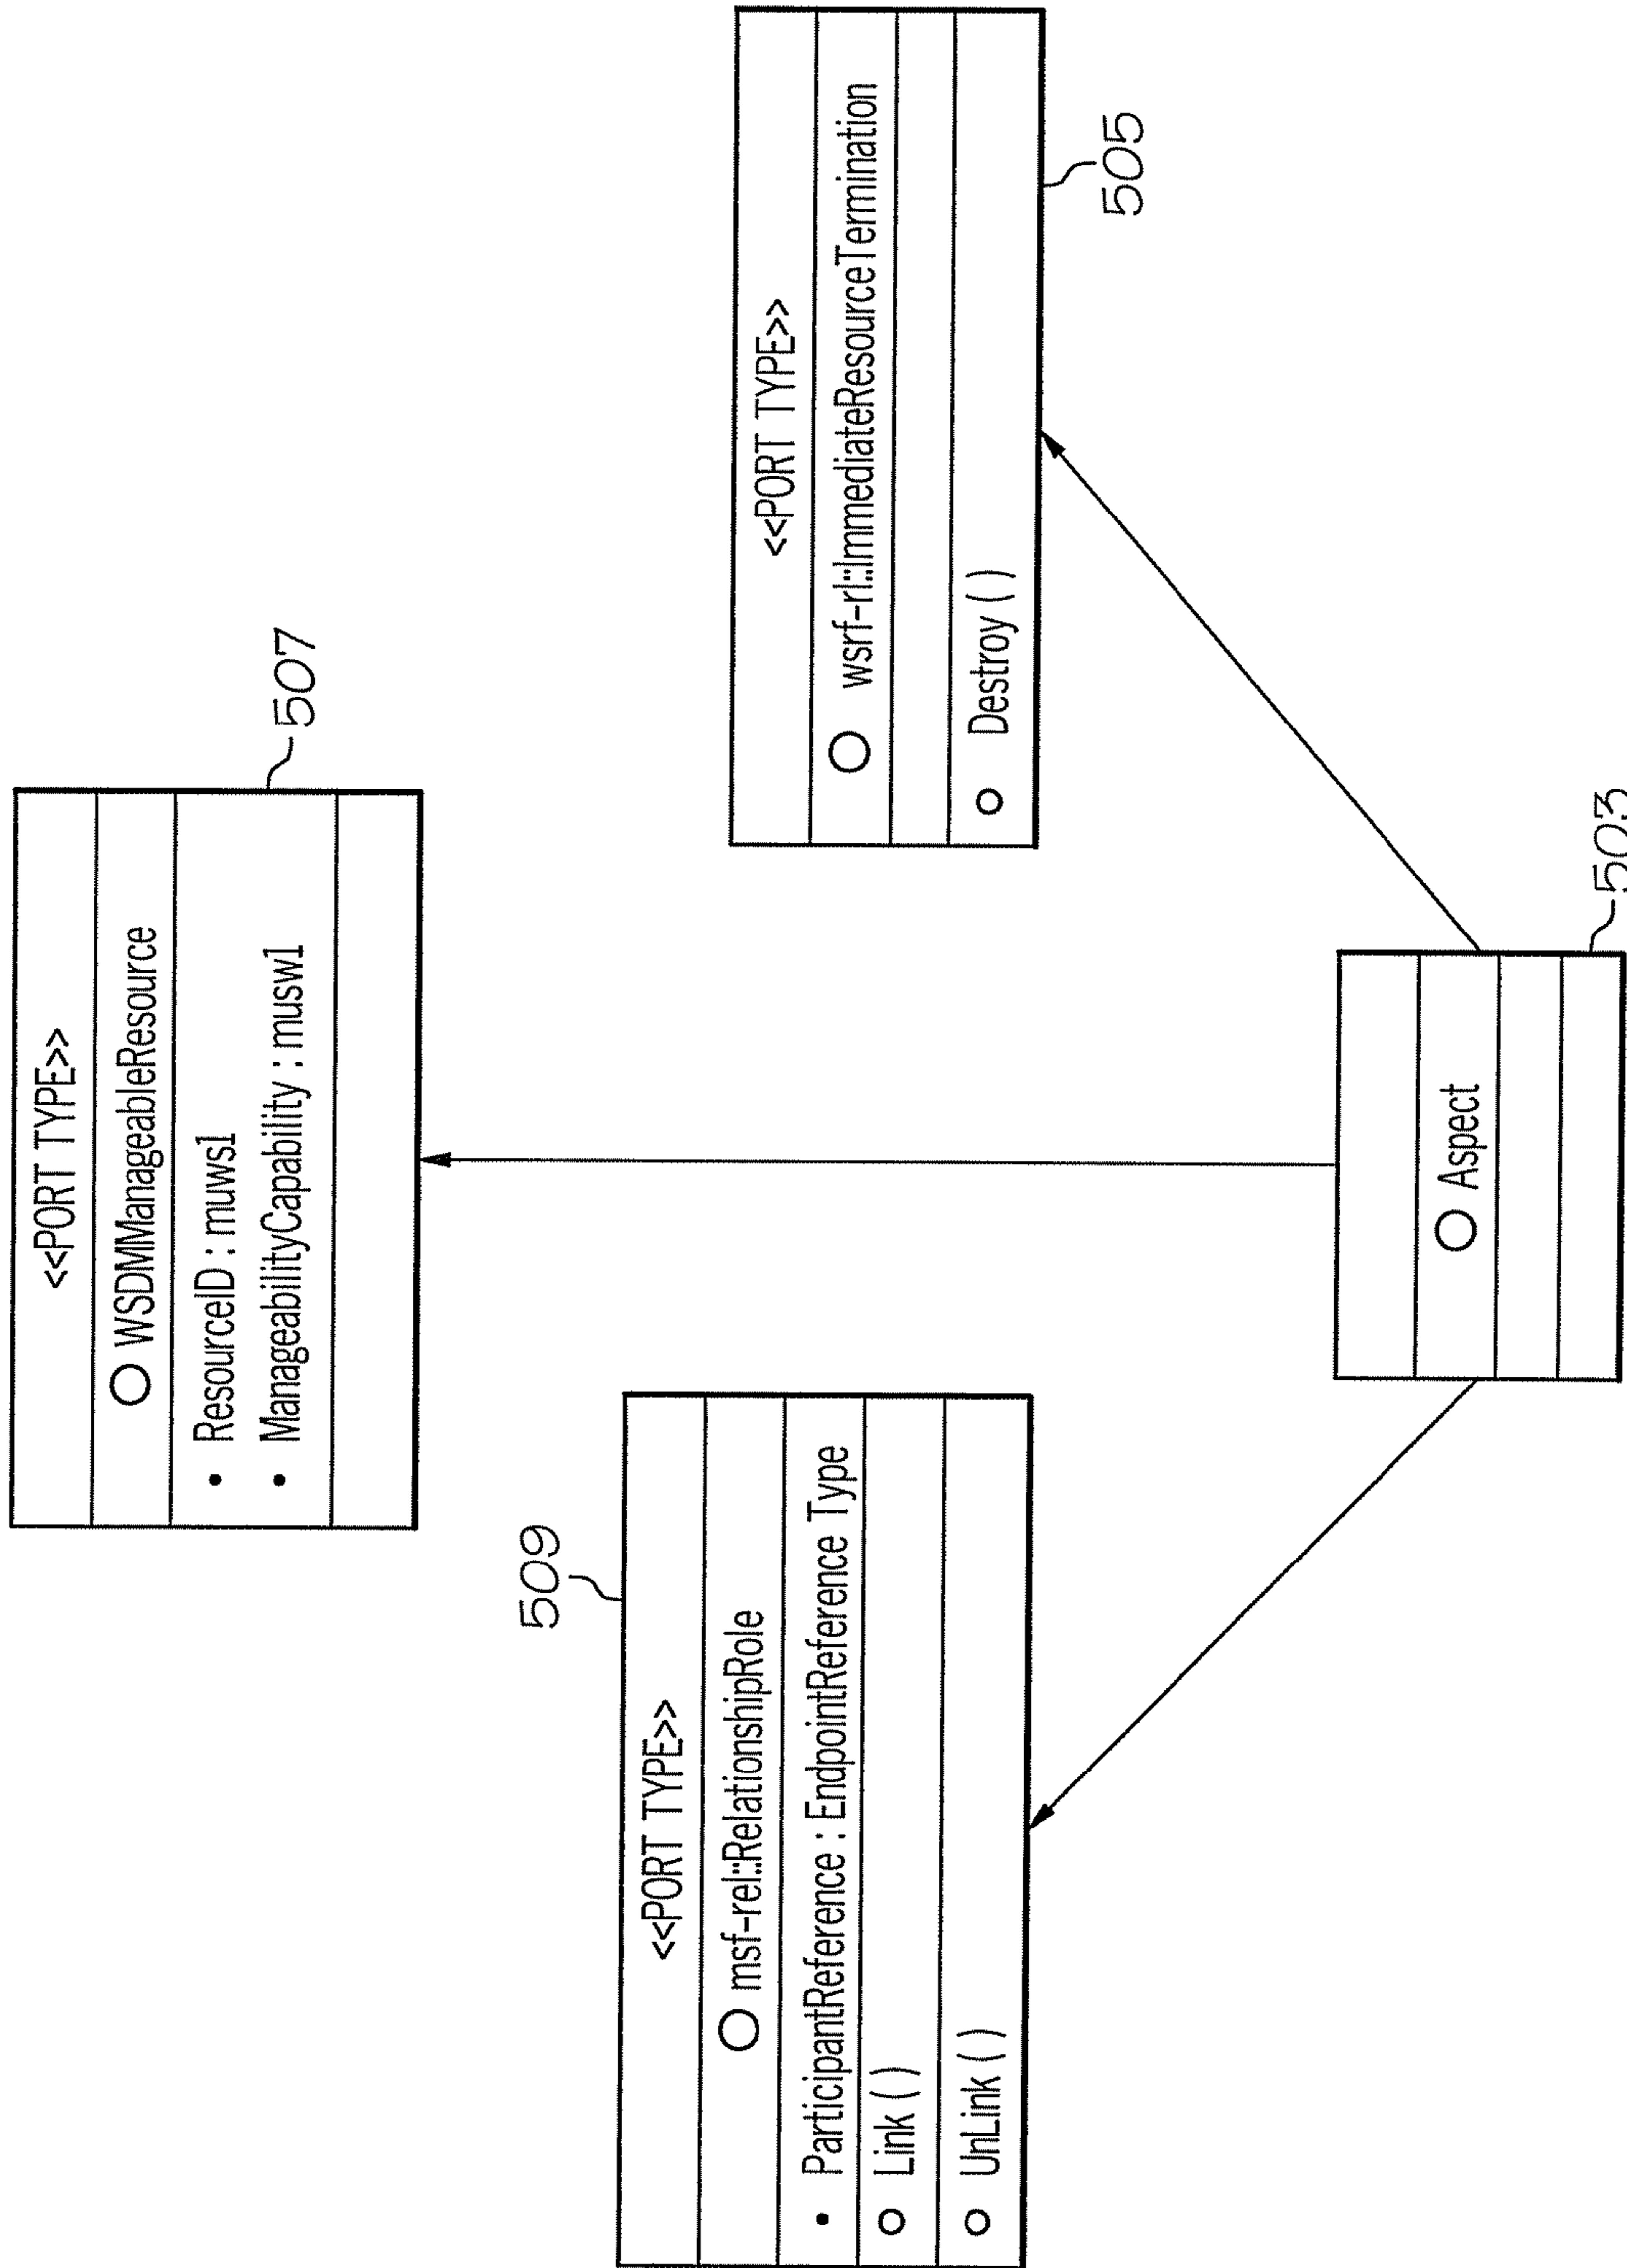 <<PORT TYPE>>
WSDMManageableResource
• ResourceID : muws1
• ManageabilityCapability : musw1
507
509
<<PORT TYPE>>
msf-rel::RelationshipRole
• ParticipantReference : EndpointReference Type
Link ( )
UnLink ( )
<<PORT TYPE>>
wsrf-rl::ImmediateResourceTermination
Destroy ( )
505
Aspect
503